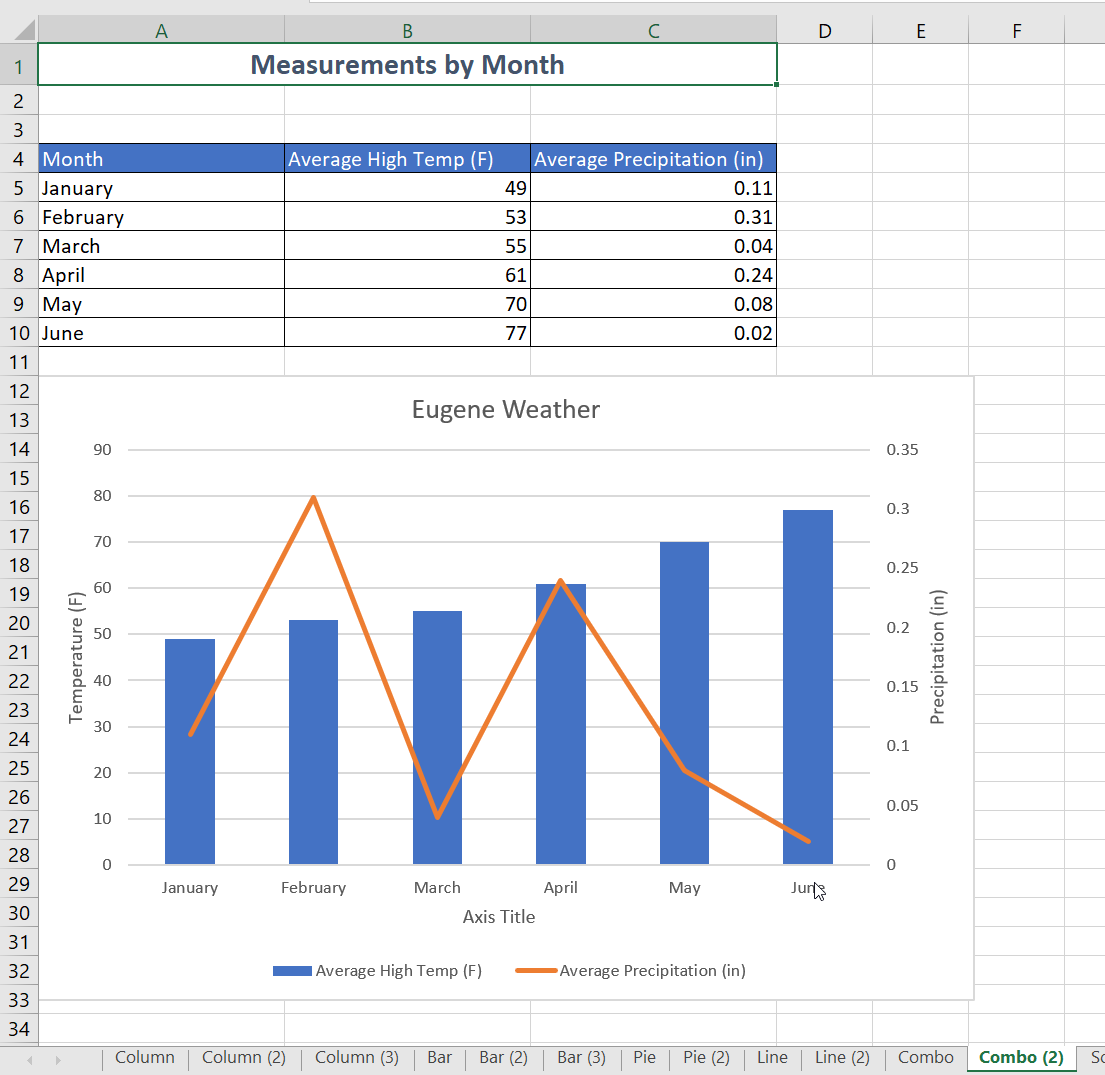 A B C D E F
1 Measurements by Month
2
3
4 Month Average High Temp (F) Average Precipitation (in)
5 January 49 0.11
6 February 53 0.31
7 March 55 0.04
8 April 61 0.24
9 May 70 0.08
10 June 77 0.02
11
12
13 Eugene Weather
14 90 0.35
15
16 80 0.3
17 70
18 0.25
19 60
20 50 0.2
21 Temperature (F) Precipitation (in)
22 40 0.15
23
24 30 0.1
25 20
26 0.05
27 10
28 0 0
29 January February March April May June
30 Axis Title
31
32 Average High Temp (F) Average Precipitation (in)
33
34
Column Column (2) Column (3) Bar Bar (2) Bar (3) Pie Pie (2) Line Line (2) Combo Combo (2)